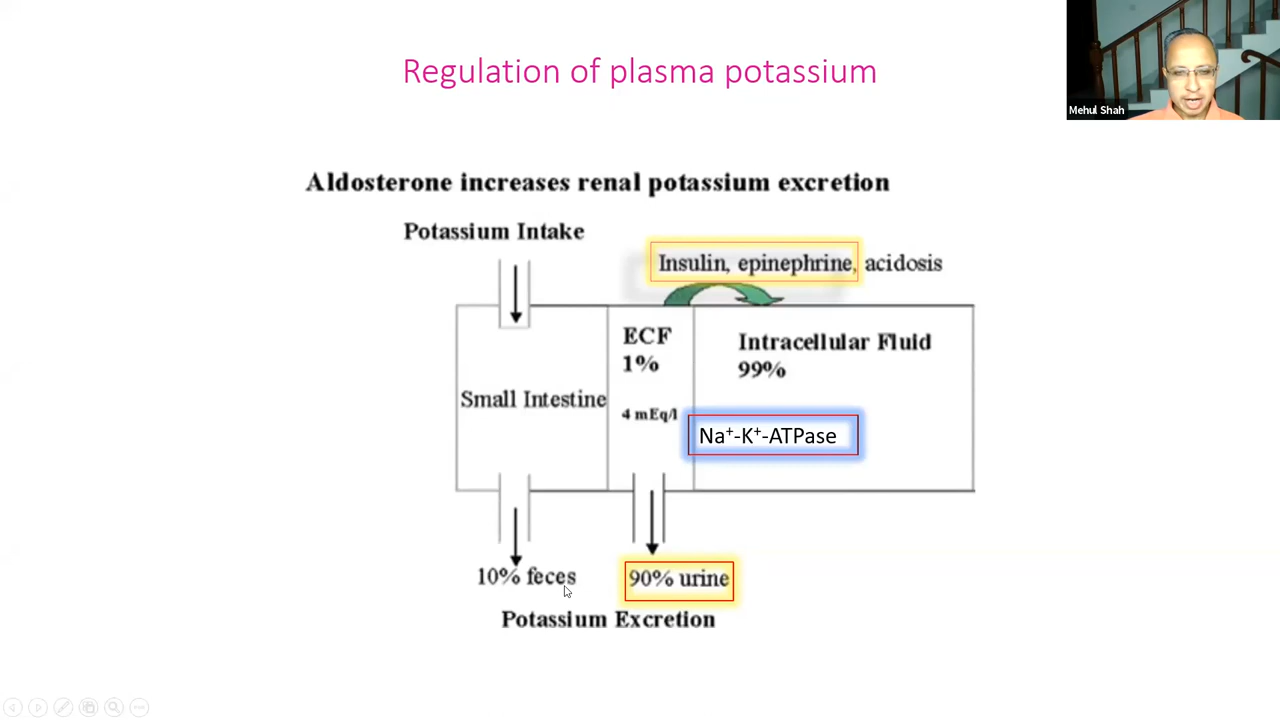 Regulation of plasma potassium
Mehul Shah
Aldosterone increases renal potassium excretion
Potassium Intake
Insulin, epinephrine, acidosis
ECF
1%
Intracellular Fluid
99%
Small Intestine
4 mEq/l
Na⁺-K⁺-ATPase
10% feces
90% urine
Potassium Excretion